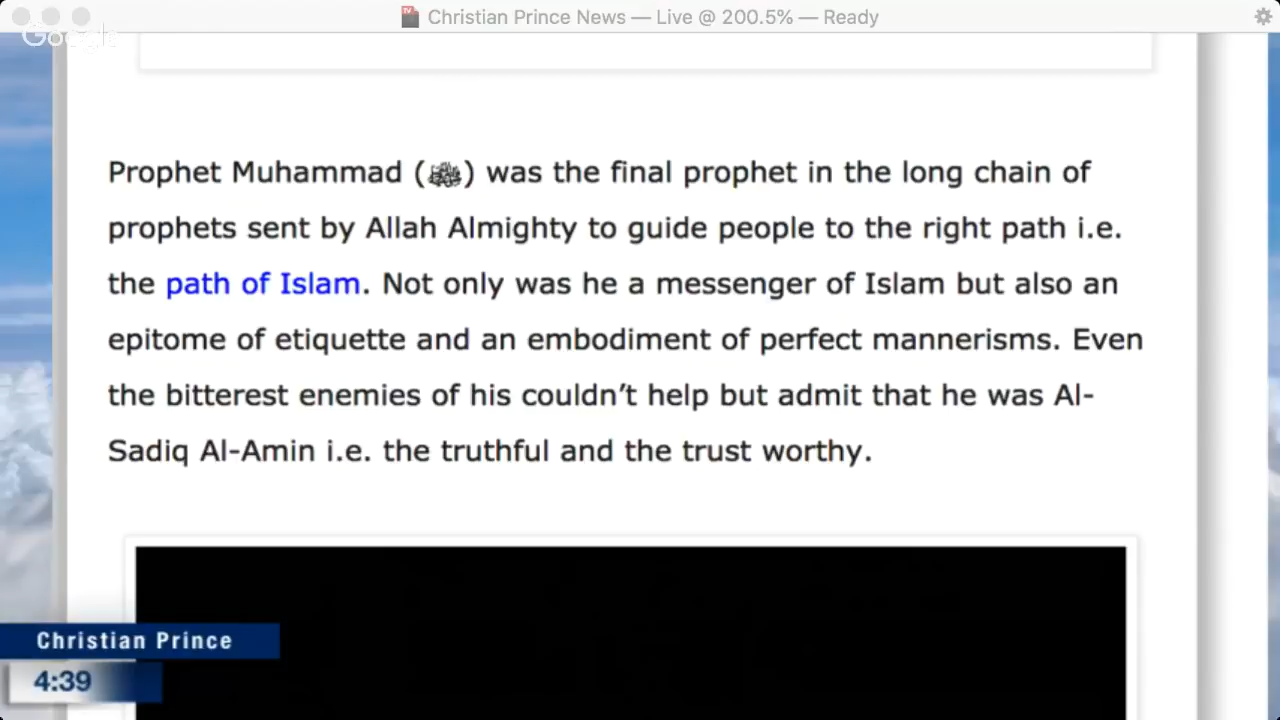 Christian Prince News — Live @ 200.5% — Ready
Google
Prophet Muhammad (ﷺ) was the final prophet in the long chain of
prophets sent by Allah Almighty to guide people to the right path i.e.
the path of Islam. Not only was he a messenger of Islam but also an
epitome of etiquette and an embodiment of perfect mannerisms. Even
the bitterest enemies of his couldn’t help but admit that he was Al-
Sadiq Al-Amin i.e. the truthful and the trust worthy.
Christian Prince
4:39